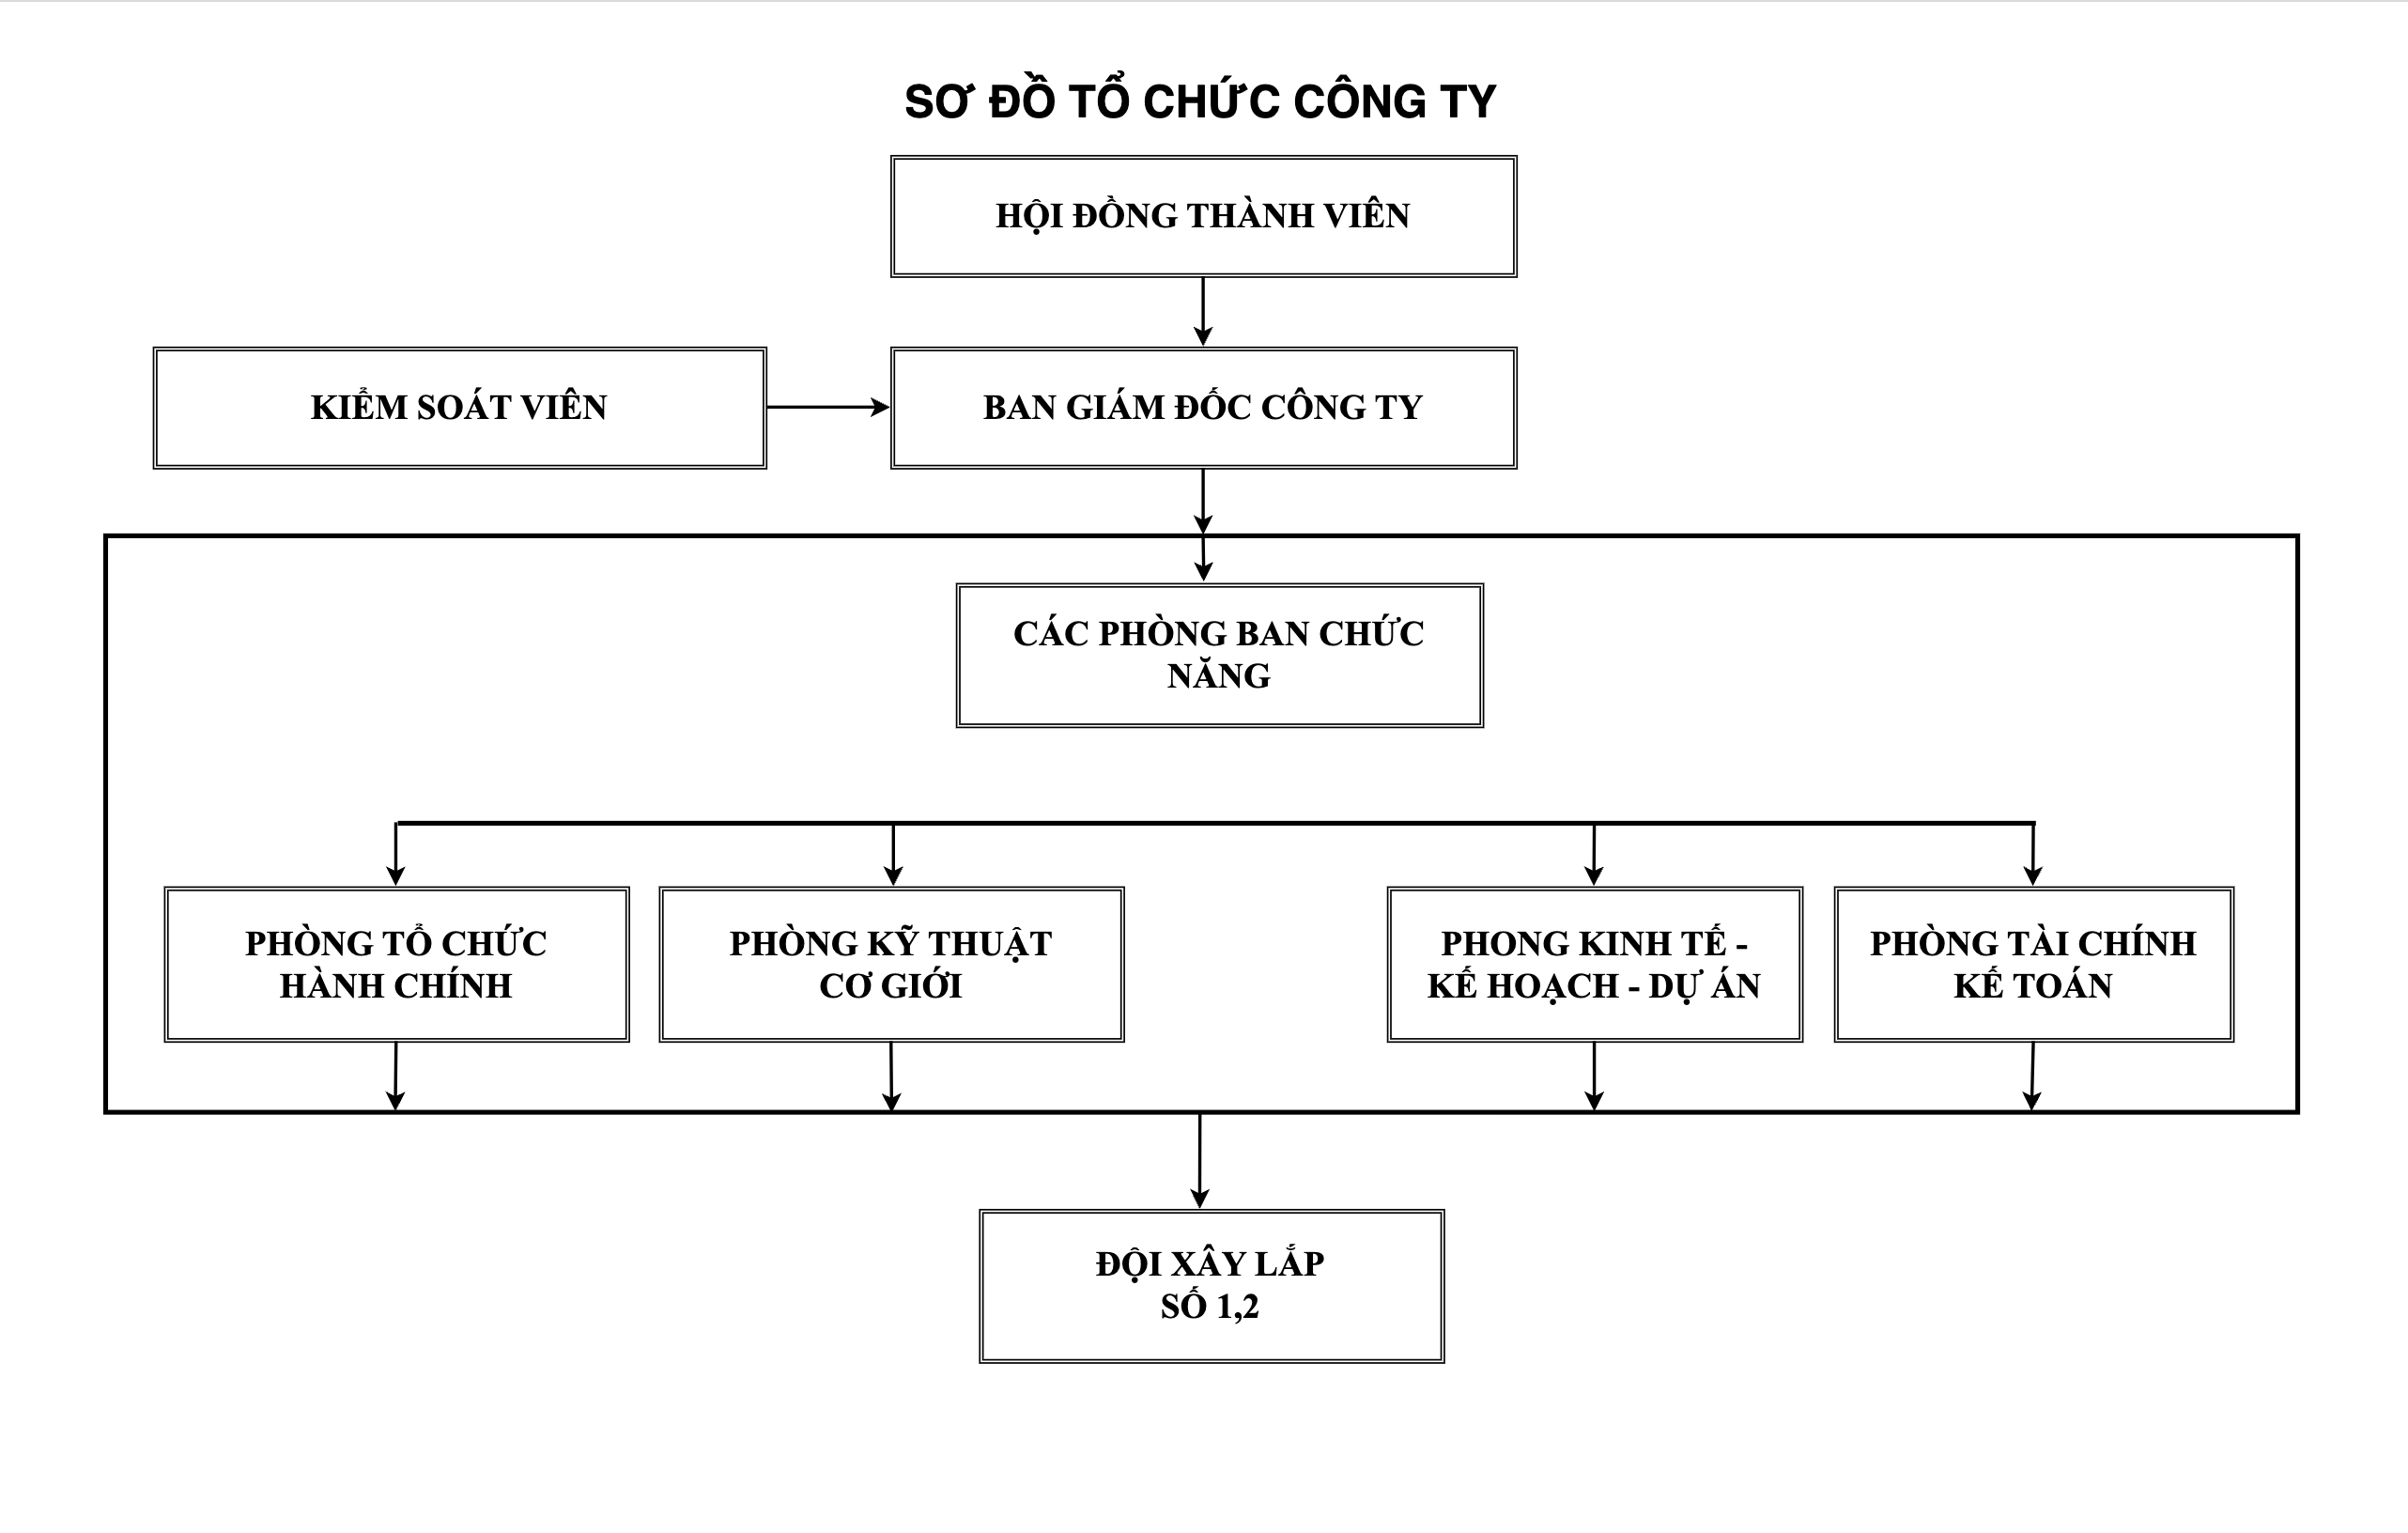 SƠ ĐỒ TỔ CHỨC CÔNG TY
HỘI ĐỒNG THÀNH VIÊN
KIỂM SOÁT VIÊN
BAN GIÁM ĐỐC CÔNG TY
CÁC PHÒNG BAN CHỨC
NĂNG
PHÒNG TỔ CHỨC
HÀNH CHÍNH
PHÒNG KỸ THUẬT
CƠ GIỚI
PHONG KINH TẾ -
KẾ HOẠCH - DỰ ÁN
PHÒNG TÀI CHÍNH
KẾ TOÁN
ĐỘI XÂY LẮP
SỐ 1,2